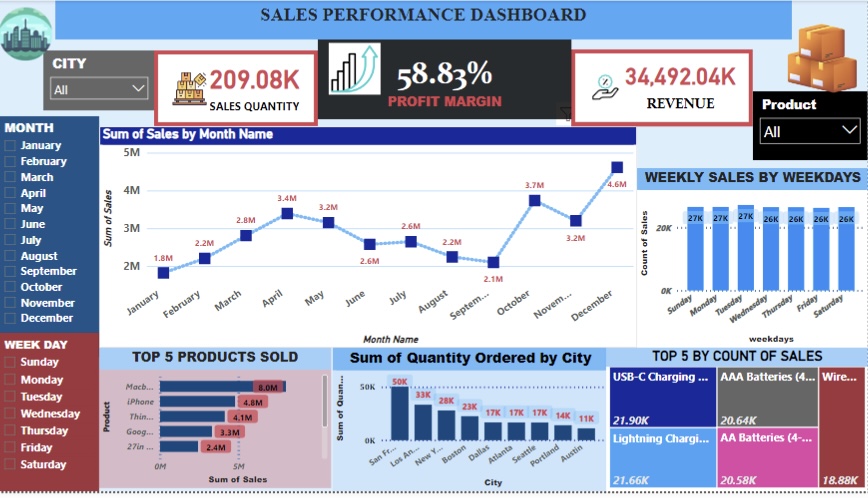 SALES PERFORMANCE DASHBOARD
CITY
All
209.08K
SALES QUANTITY
58.83%
PROFIT MARGIN
34,492.04K
REVENUE
Product
All
MONTH
January
February
March
April
May
June
July
August
September
October
November
December
WEEK DAY
Sunday
Monday
Tuesday
Wednesday
Thursday
Friday
Saturday
Sum of Sales by Month Name
Sum of Sales
5M
4M
3M
2M
1.8M
2.2M
2.8M
3.4M
3.2M
2.6M
2.6M
2.2M
2.1M
3.7M
3.2M
4.6M
January
February
March
April
May
June
July
August
Septem...
October
Novem...
December
Month Name
WEEKLY SALES BY WEEKDAYS
Count of Sales
20K
0K
27K
27K
27K
26K
26K
26K
26K
Sunday
Monday
Tuesday
Wednesday
Thursday
Friday
Saturday
weekdays
TOP 5 PRODUCTS SOLD
Product
Macb... 8.0M
iPhone 4.8M
Thin... 4.1M
Goog... 3.3M
27in ... 2.4M
0M 5M
Sum of Sales
Sum of Quantity Ordered by City
Sum of Quan...
50K
0K
50K
33K
28K
23K
17K
17K
17K
14K
11K
San Fr...
Los An...
New Y...
Boston
Dallas
Atlanta
Seattle
Portland
Austin
City
TOP 5 BY COUNT OF SALES
USB-C Charging ...
21.90K
Lightning Chargi...
21.66K
AAA Batteries (4...
20.64K
AA Batteries (4-...
20.58K
Wire...
18.88K